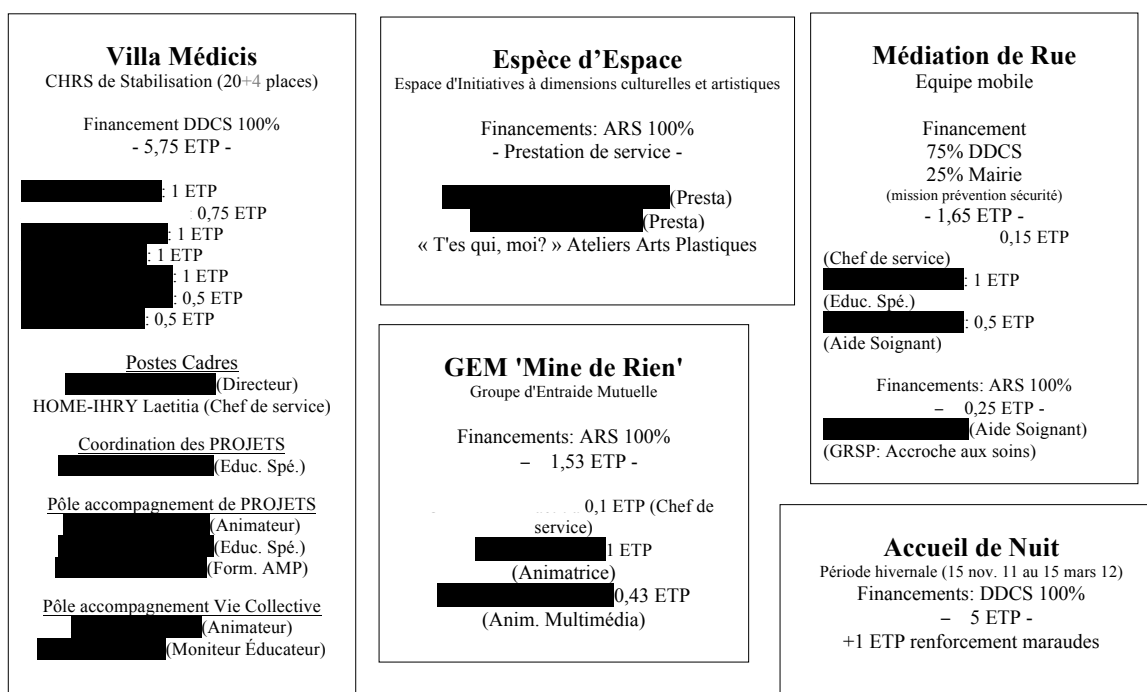 Villa Médicis
CHRS de Stabilisation (20+4 places)
Financement DDCS 100%
- 5,75 ETP -
: 1 ETP
: 0,75 ETP
: 1 ETP
: 1 ETP
: 1 ETP
: 0,5 ETP
: 0,5 ETP
Postes Cadres
(Directeur)
HOME-IHRY Laetitia (Chef de service)
Coordination des PROJETS
(Educ. Spé.)
Pôle accompagnement de PROJETS
(Animateur)
(Educ. Spé.)
(Form. AMP)
Pôle accompagnement Vie Collective
(Animateur)
(Moniteur Éducateur)
Espèce d’Espace
Espace d'Initiatives à dimensions culturelles et artistiques
Financements: ARS 100%
- Prestation de service -
(Presta)
(Presta)
« T'es qui, moi? » Ateliers Arts Plastiques
GEM 'Mine de Rien'
Groupe d'Entraide Mutuelle
Financements: ARS 100%
– 1,53 ETP -
0,1 ETP (Chef de
service)
1 ETP
(Animatrice)
0,43 ETP
(Anim. Multimédia)
Médiation de Rue
Equipe mobile
Financement
75% DDCS
25% Mairie
(mission prévention sécurité)
- 1,65 ETP -
0,15 ETP
(Chef de service)
: 1 ETP
(Educ. Spé.)
: 0,5 ETP
(Aide Soignant)
Financements: ARS 100%
– 0,25 ETP -
(Aide Soignant)
(GRSP: Accroche aux soins)
Accueil de Nuit
Période hivernale (15 nov. 11 au 15 mars 12)
Financements: DDCS 100%
– 5 ETP -
+1 ETP renforcement maraudes